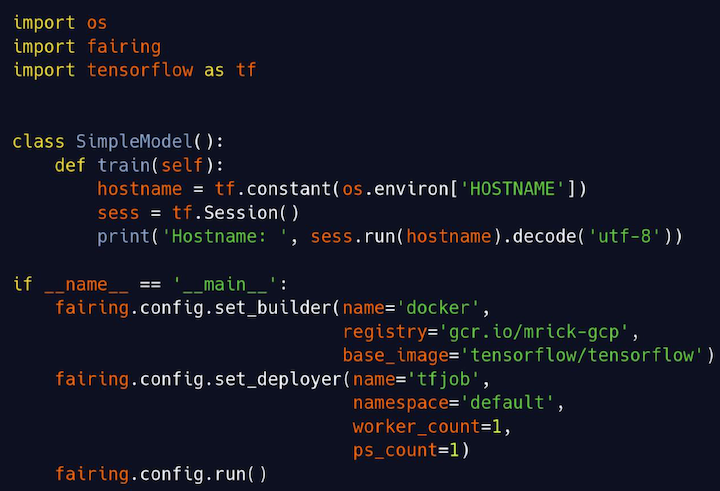 import os
import fairing
import tensorflow as tf
class SimpleModel():
    def train(self):
        hostname = tf.constant(os.environ['HOSTNAME'])
        sess = tf.Session()
        print('Hostname: ', sess.run(hostname).decode('utf-8'))
if __name__ == '__main__':
    fairing.config.set_builder(name='docker',
                               registry='gcr.io/mrick-gcp',
                               base_image='tensorflow/tensorflow')
    fairing.config.set_deployer(name='tfjob',
                                namespace='default',
                                worker_count=1,
                                ps_count=1)
    fairing.config.run()